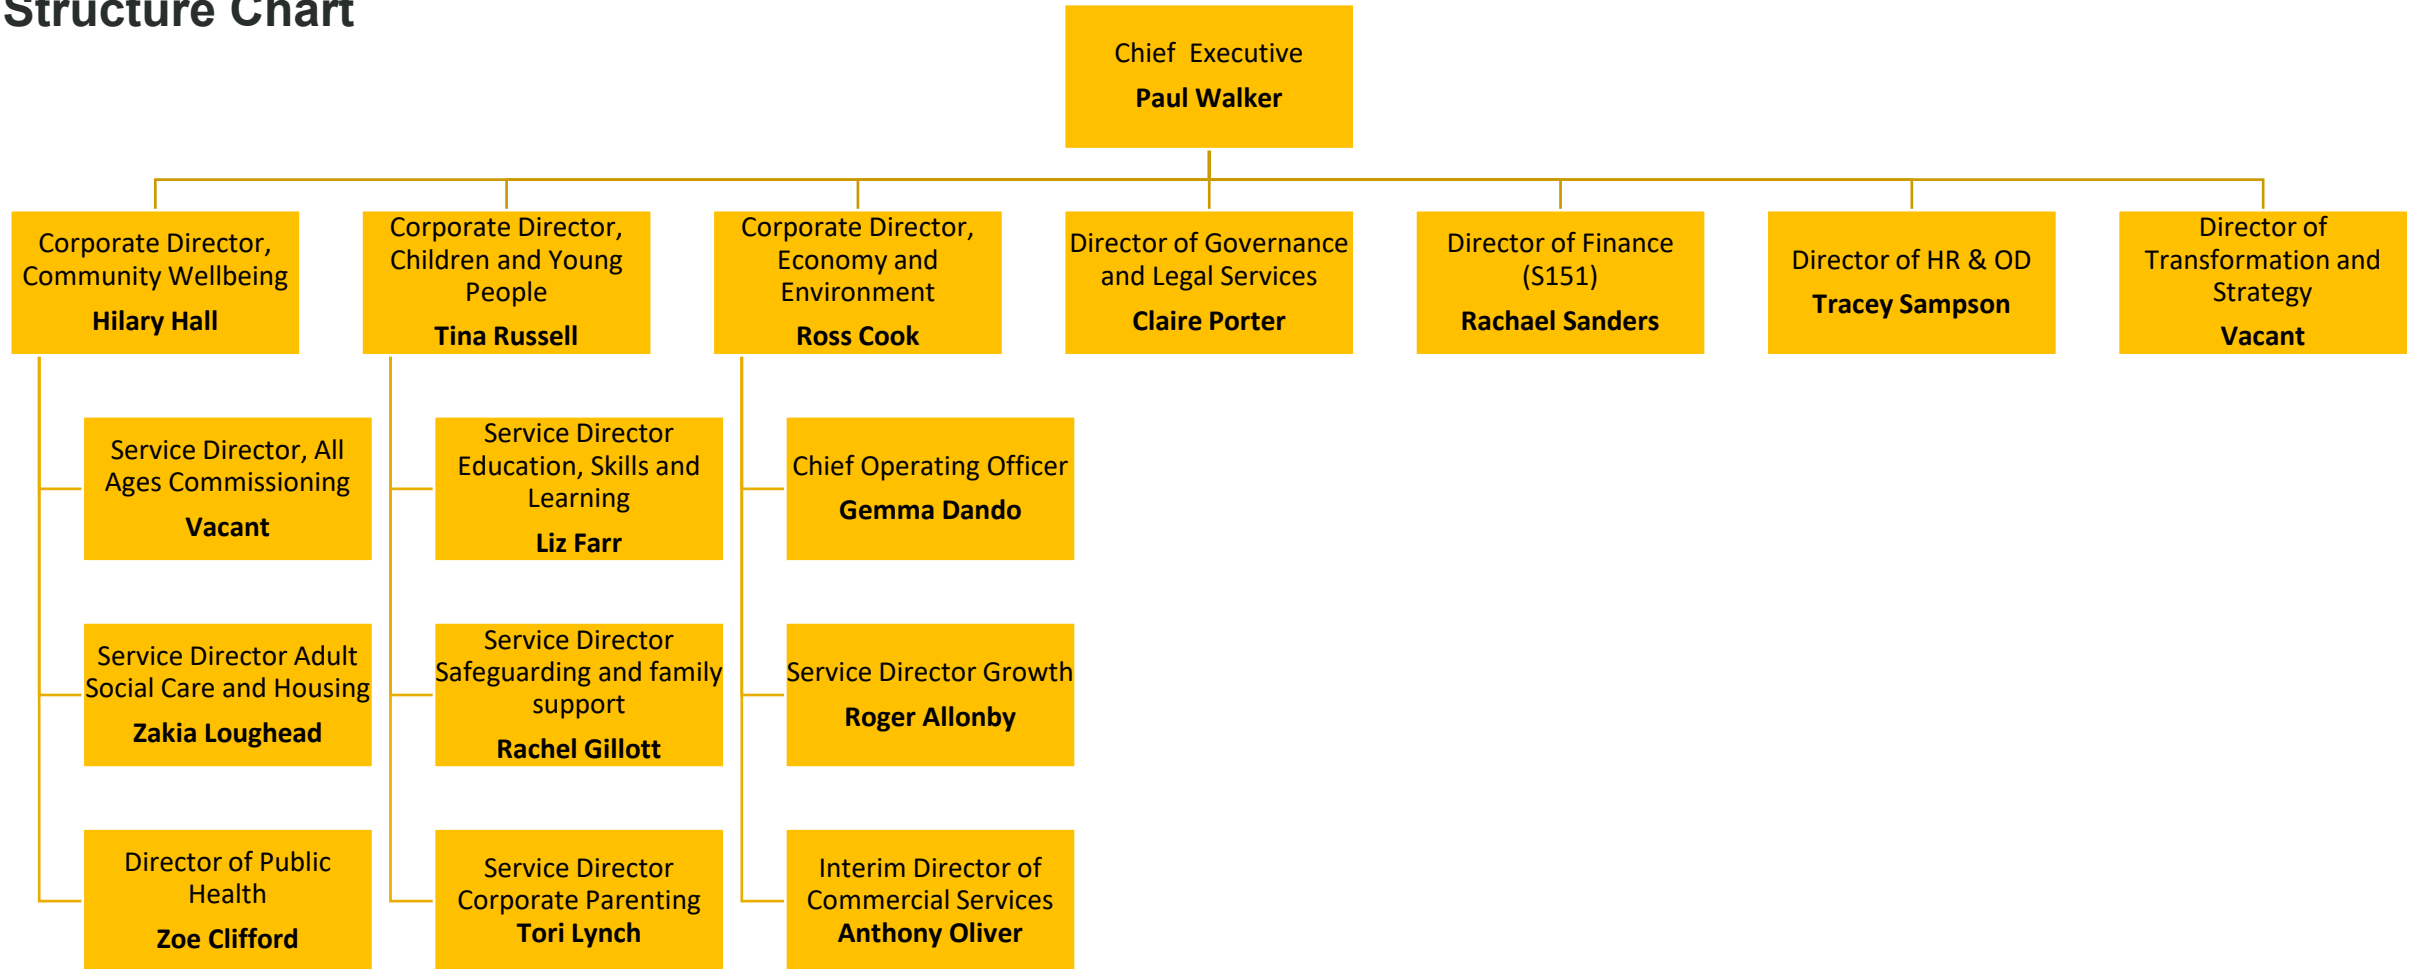 Structure Chart
Chief Executive
Paul Walker
Corporate Director,
Community Wellbeing
Hilary Hall
Corporate Director,
Children and Young
People
Tina Russell
Corporate Director,
Economy and
Environment
Ross Cook
Director of Governance
and Legal Services
Claire Porter
Director of Finance
(S151)
Rachael Sanders
Director of HR & OD
Tracey Sampson
Director of
Transformation and
Strategy
Vacant
Service Director, All
Ages Commissioning
Vacant
Service Director Adult
Social Care and Housing
Zakia Loughead
Director of Public
Health
Zoe Clifford
Service Director
Education, Skills and
Learning
Liz Farr
Service Director
Safeguarding and family
support
Rachel Gillott
Service Director
Corporate Parenting
Tori Lynch
Chief Operating Officer
Gemma Dando
Service Director Growth
Roger Allonby
Interim Director of
Commercial Services
Anthony Oliver